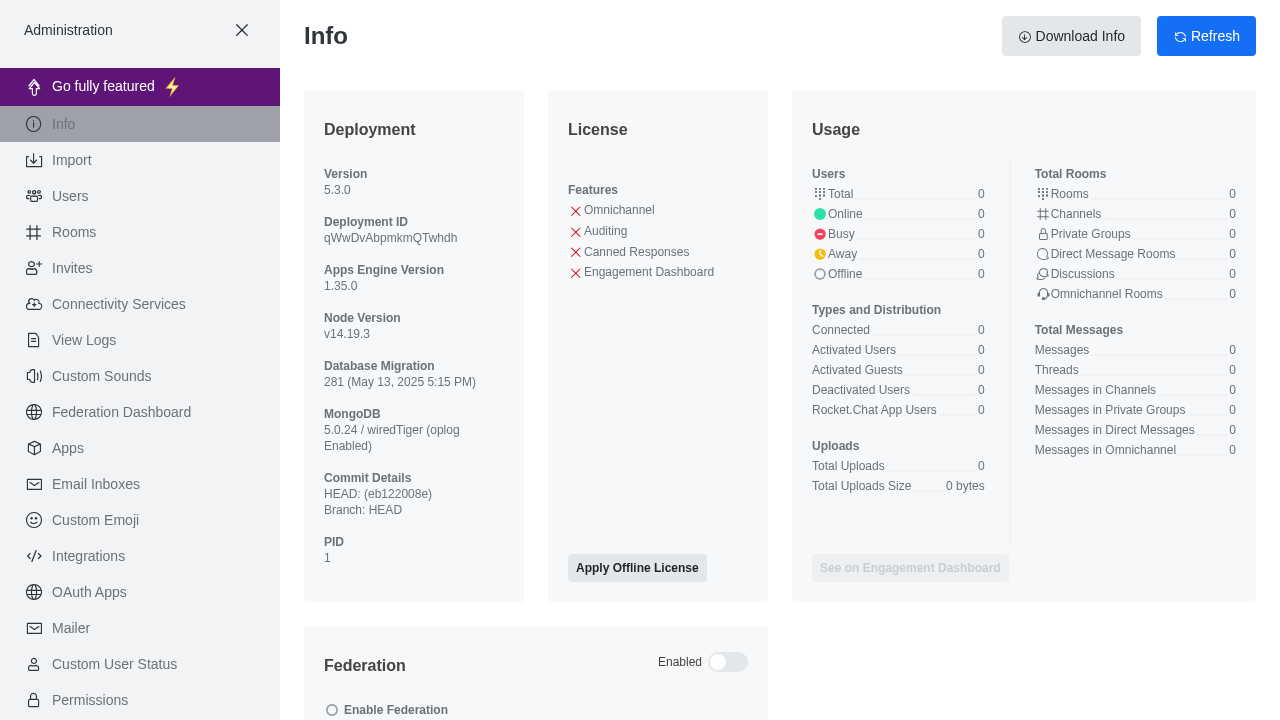 Administration
Go fully featured
Info
Import
Users
Rooms
Invites
Connectivity Services
View Logs
Custom Sounds
Federation Dashboard
Apps
Email Inboxes
Custom Emoji
Integrations
OAuth Apps
Mailer
Custom User Status
Permissions
Info
Download Info
Refresh
Deployment
Version
5.3.0
Deployment ID
qWwDvAbpmkmQTwhdh
Apps Engine Version
1.35.0
Node Version
v14.19.3
Database Migration
281 (May 13, 2025 5:15 PM)
MongoDB
5.0.24 / wiredTiger (oplog
Enabled)
Commit Details
HEAD: (eb122008e)
Branch: HEAD
PID
1
License
Features
Omnichannel
Auditing
Canned Responses
Engagement Dashboard
Apply Offline License
Usage
Users
Total 0
Online 0
Busy 0
Away 0
Offline 0
Types and Distribution
Connected 0
Activated Users 0
Activated Guests 0
Deactivated Users 0
Rocket.Chat App Users 0
Uploads
Total Uploads 0
Total Uploads Size 0 bytes
Total Rooms
Rooms 0
Channels 0
Private Groups 0
Direct Message Rooms 0
Discussions 0
Omnichannel Rooms 0
Total Messages
Messages 0
Threads 0
Messages in Channels 0
Messages in Private Groups 0
Messages in Direct Messages 0
Messages in Omnichannel 0
See on Engagement Dashboard
Federation
Enabled
Enable Federation